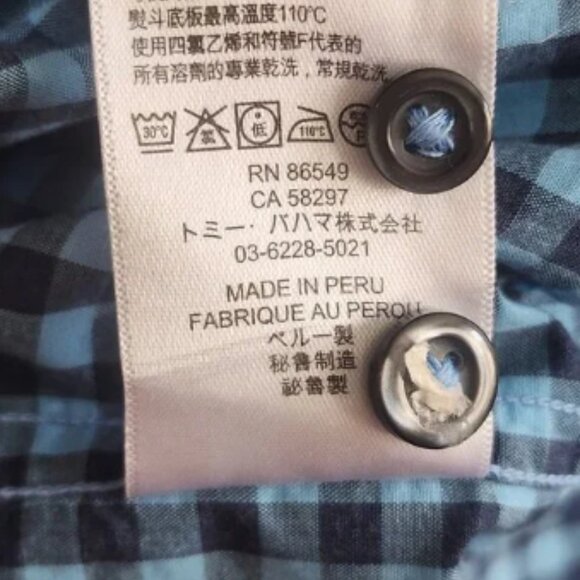 熨斗底板最高溫度110°C
使用四氯乙烯和符號F代表的
所有溶劑的專業乾洗，常規乾洗
30°C 氯 低 110°C
RN 86549
CA 58297
トミー・バハマ株式会社
03-6228-5021
MADE IN PERU
FABRIQUE AU PEROU
ペルー製
秘鲁制造
祕魯製